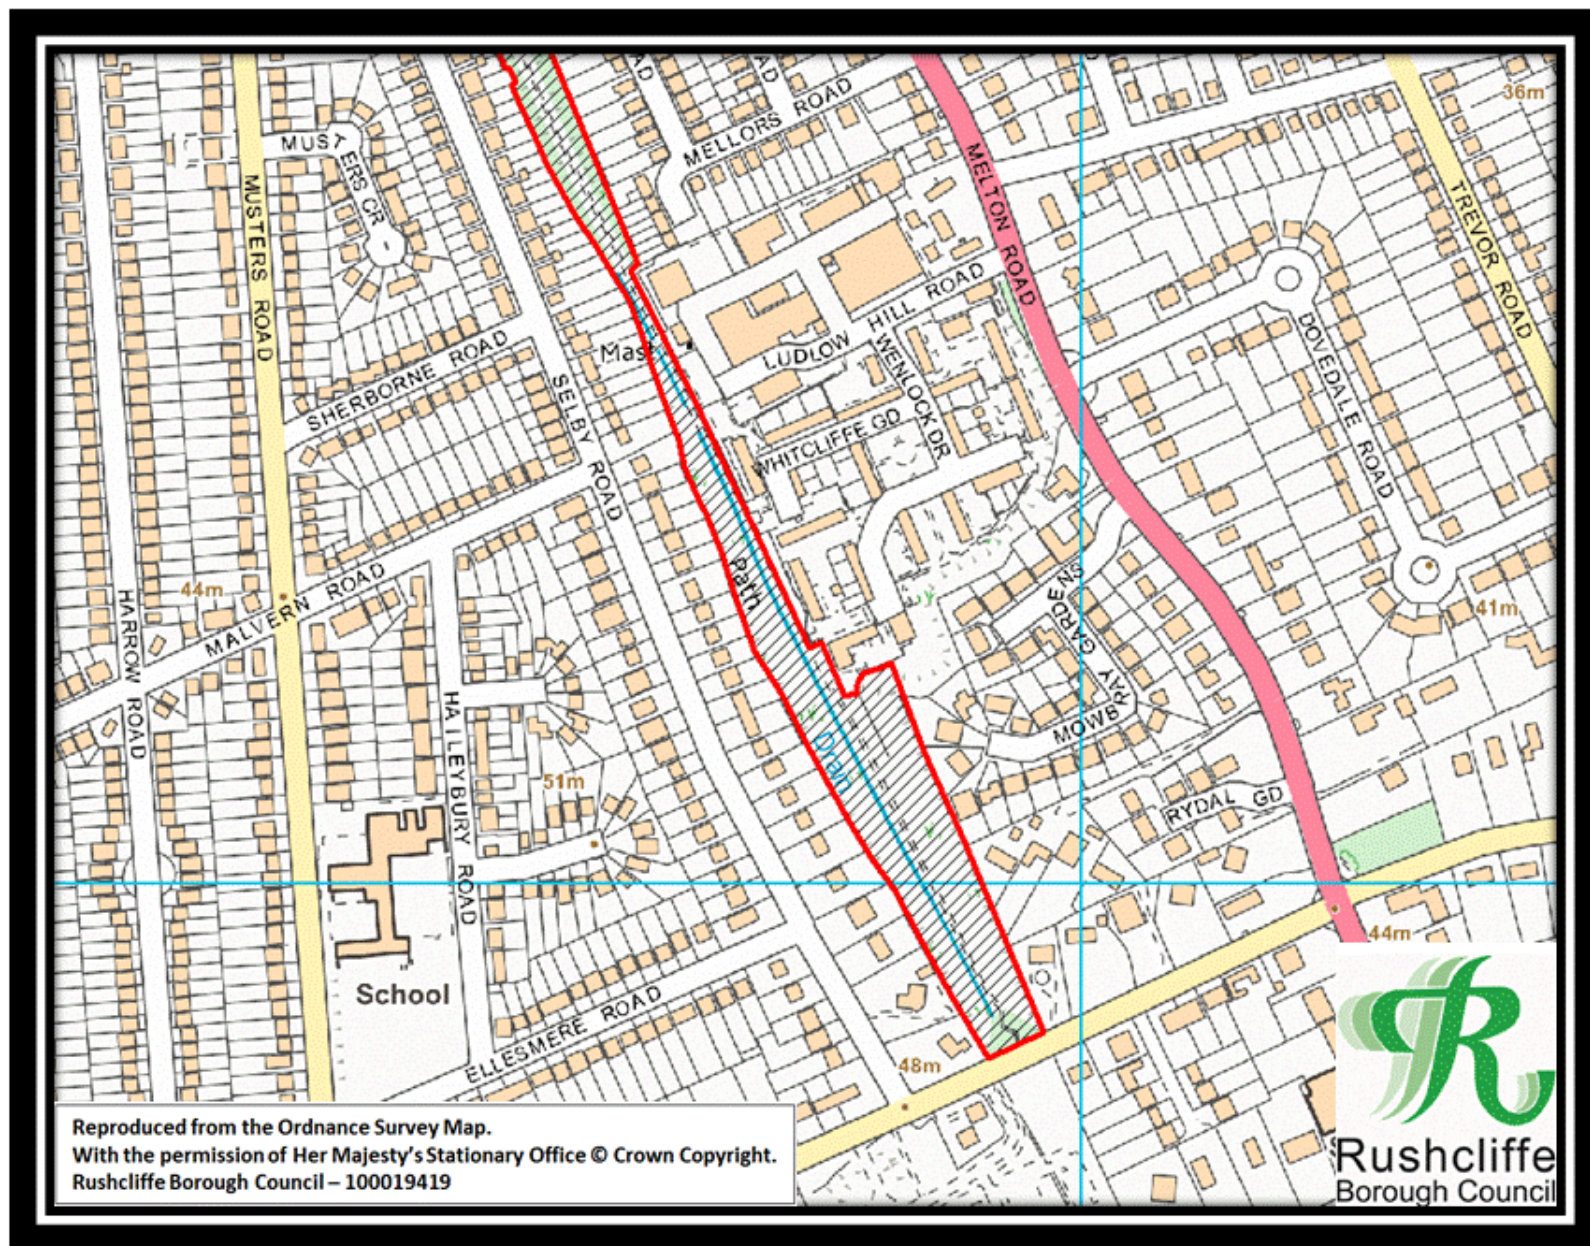 AD
AD
MELLORS ROAD
36m
MUSTERS CR
MUSTERS ROAD
MELTON ROAD
TREVOR ROAD
LUDLOW HILL ROAD
Mast
WENLOCK DR
SHERBORNE ROAD
SELBY ROAD
WHITCLIFFE GD
DOVEDALE ROAD
44m
MALVERN ROAD
HARROW ROAD
Path
MOWBRAY GARDENS
41m
HAILEYBURY ROAD
Drain
51m
RYDAL GD
School
44m
ELLESMERE ROAD
48m
Reproduced from the Ordnance Survey Map.
With the permission of Her Majesty's Stationary Office © Crown Copyright.
Rushcliffe Borough Council – 100019419
R
Rushcliffe
Borough Council